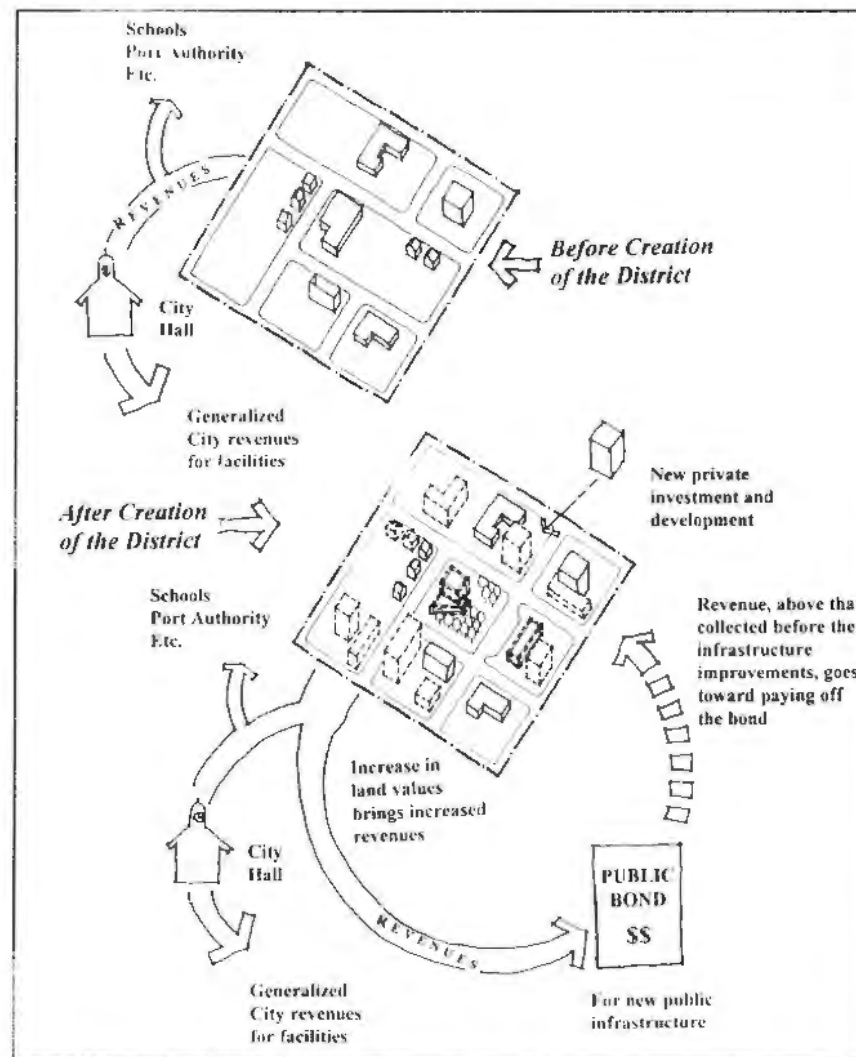 Schools
Port Authority
Etc.
REVENUES
Before Creation
of the District
City
Hall
Generalized
City revenues
for facilities
New private
investment and
development
After Creation
of the District
Schools
Port Authority
Etc.
Revenue, above tha
collected before the
infrastructure
improvements, goes
toward paying off
the bond
Increase in
land values
brings increased
revenues
City
Hall
PUBLIC
BOND
$$
REVENUES
Generalized
City revenues
for facilities
For new public
infrastructure